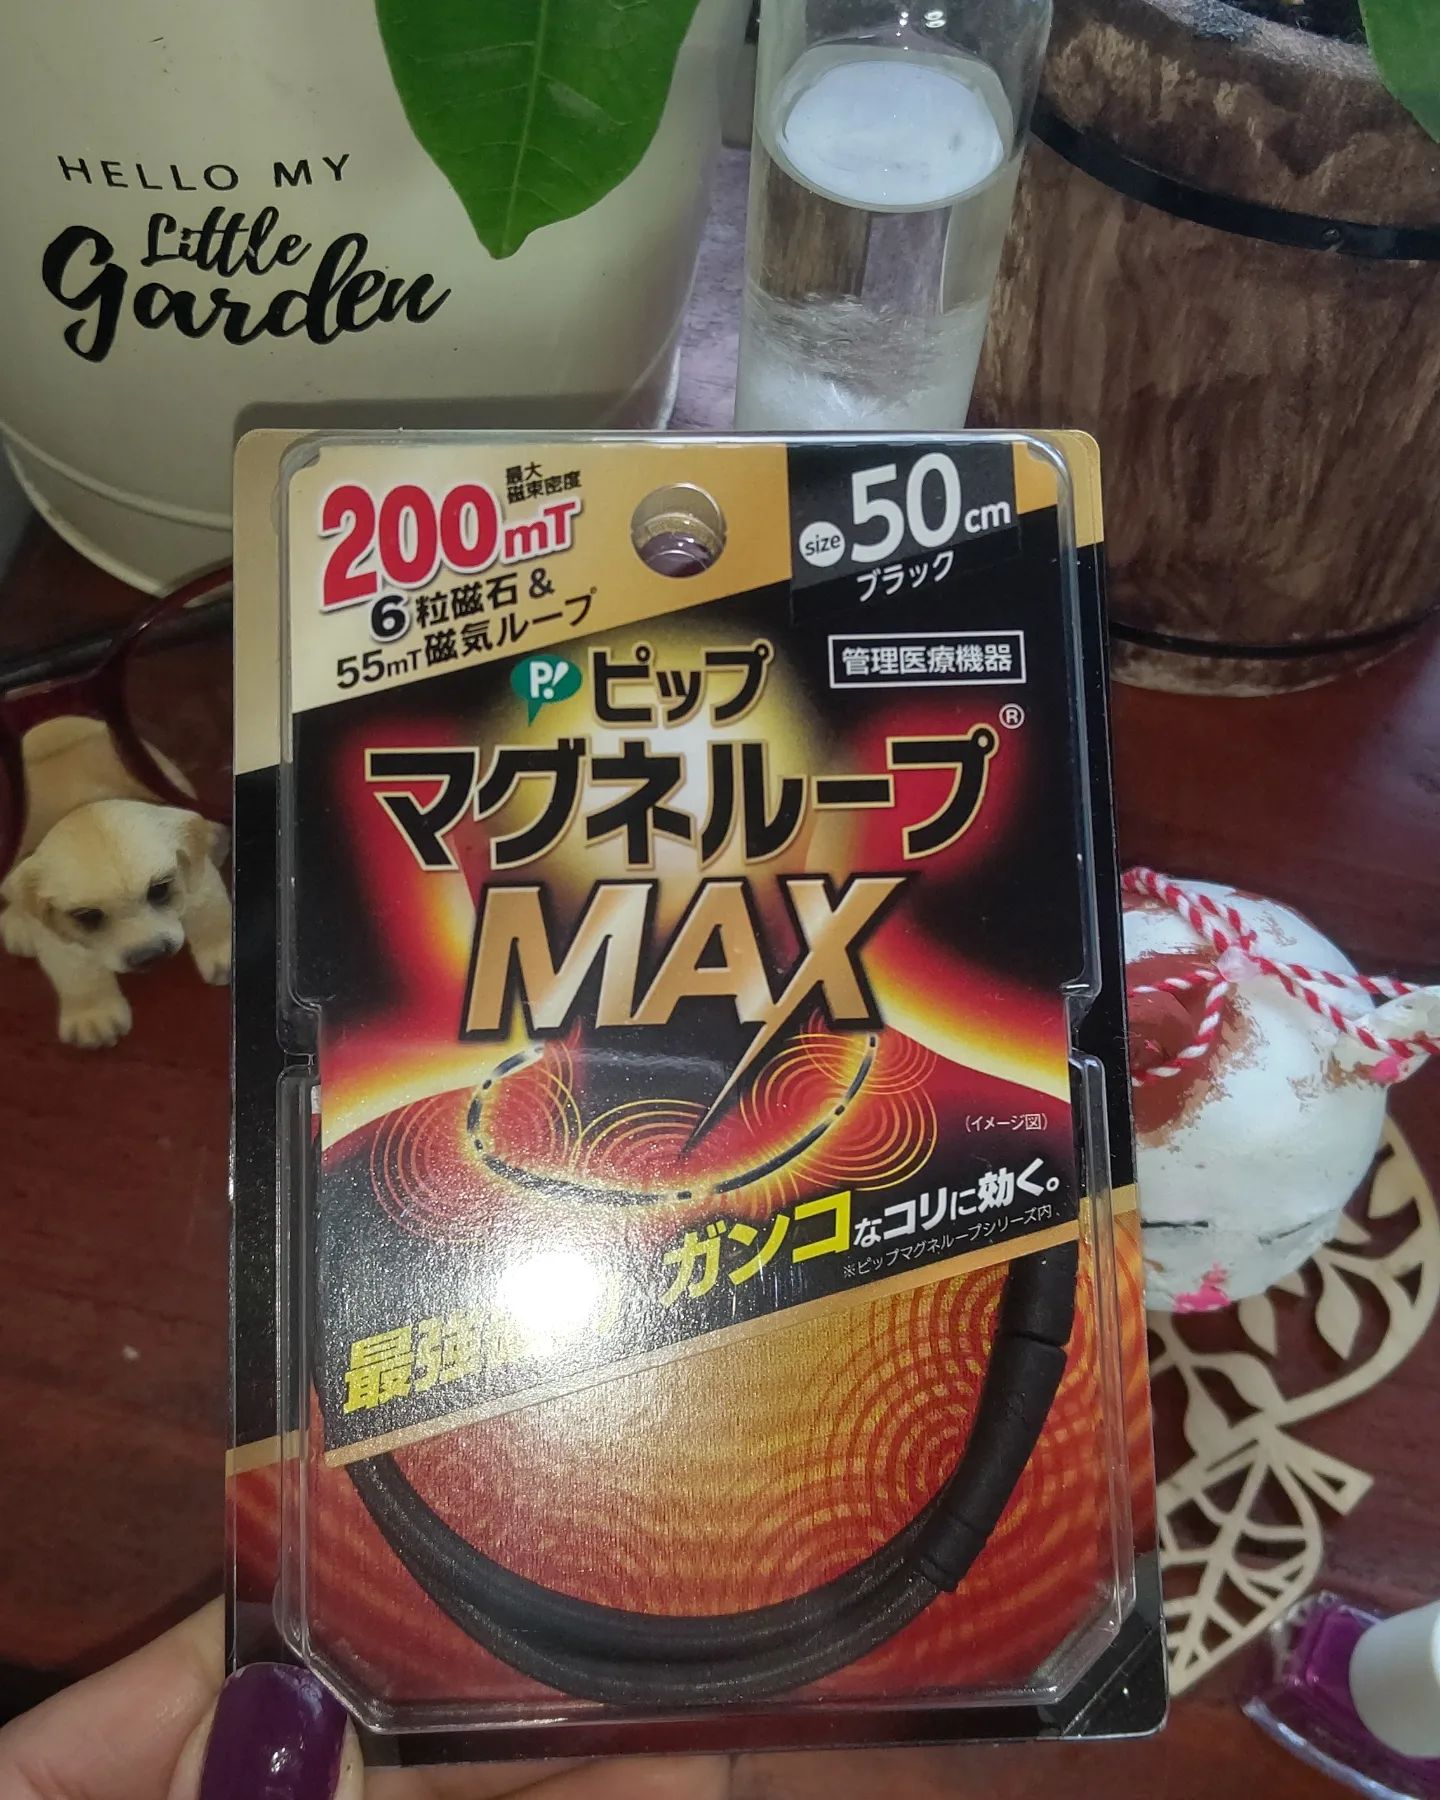 HELLO MY
Little
Garden
200mT
最大
磁束密度
6粒磁石&
55mT磁気ループ
size 50cm
ブラック
管理医療機器
P! ピップ
マグネループ®
MAX
(イメージ図)
ガンコなコリに効く。
※ピップマグネループシリーズ内
最強